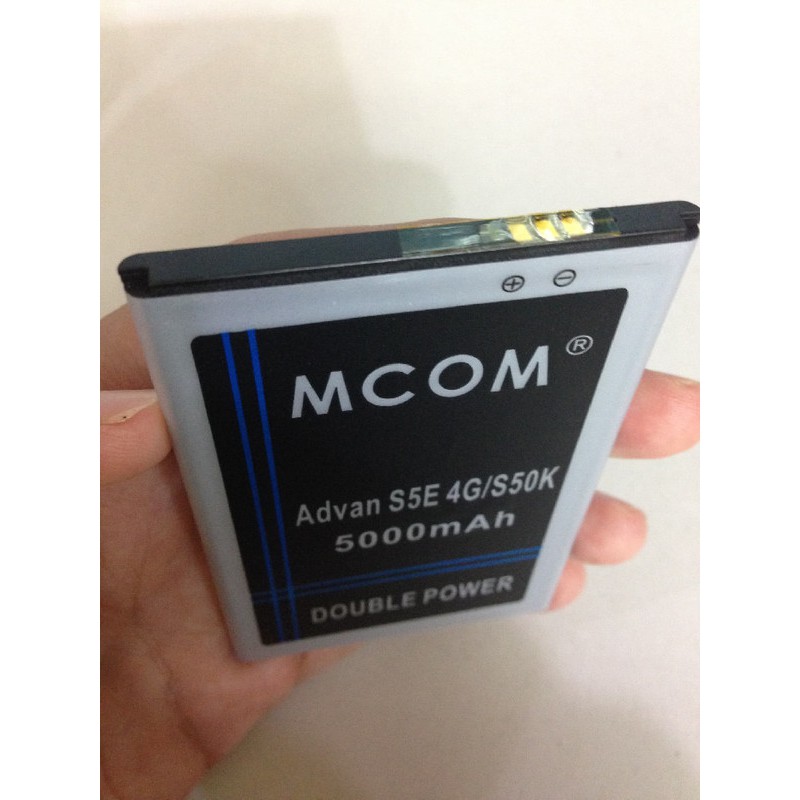 ⊕ ⊖
MCOM®
Advan S5E 4G/S50K
5000mAh
DOUBLE POWER